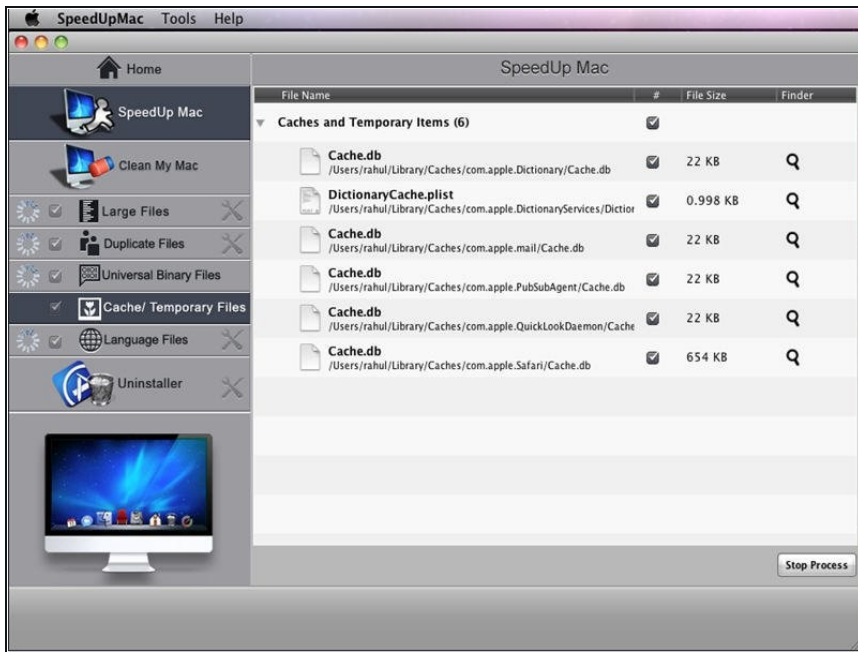 SpeedUpMac Tools Help
Home
SpeedUp Mac
Clean My Mac
Large Files
Duplicate Files
Universal Binary Files
Cache/ Temporary Files
Language Files
Uninstaller
SpeedUp Mac
File Name # File Size Finder
Caches and Temporary Items (6)
Cache.db 22 KB
/Users/rahul/Library/Caches/com.apple.Dictionary/Cache.db
DictionaryCache.plist 0.998 KB
/Users/rahul/Library/Caches/com.apple.DictionaryServices/Diction
Cache.db 22 KB
/Users/rahul/Library/Caches/com.apple.mail/Cache.db
Cache.db 22 KB
/Users/rahul/Library/Caches/com.apple.PubSubAgent/Cache.db
Cache.db 22 KB
/Users/rahul/Library/Caches/com.apple.QuickLookDaemon/Cache
Cache.db 654 KB
/Users/rahul/Library/Caches/com.apple.Safari/Cache.db
Stop Process